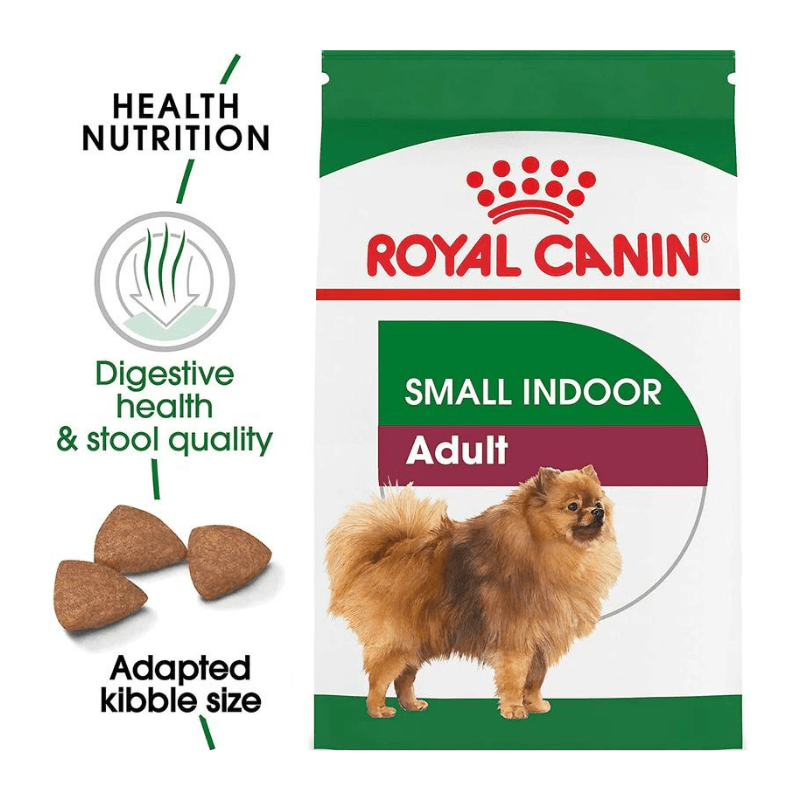 HEALTH
NUTRITION
Digestive
health
& stool quality
Adapted
kibble size
ROYAL CANIN®
SMALL INDOOR
Adult